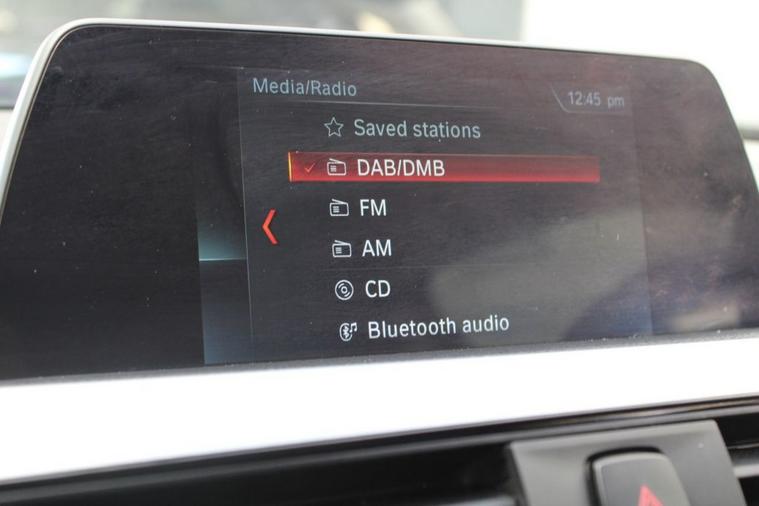 Media/Radio
12:45 pm
Saved stations
DAB/DMB
FM
AM
CD
Bluetooth audio